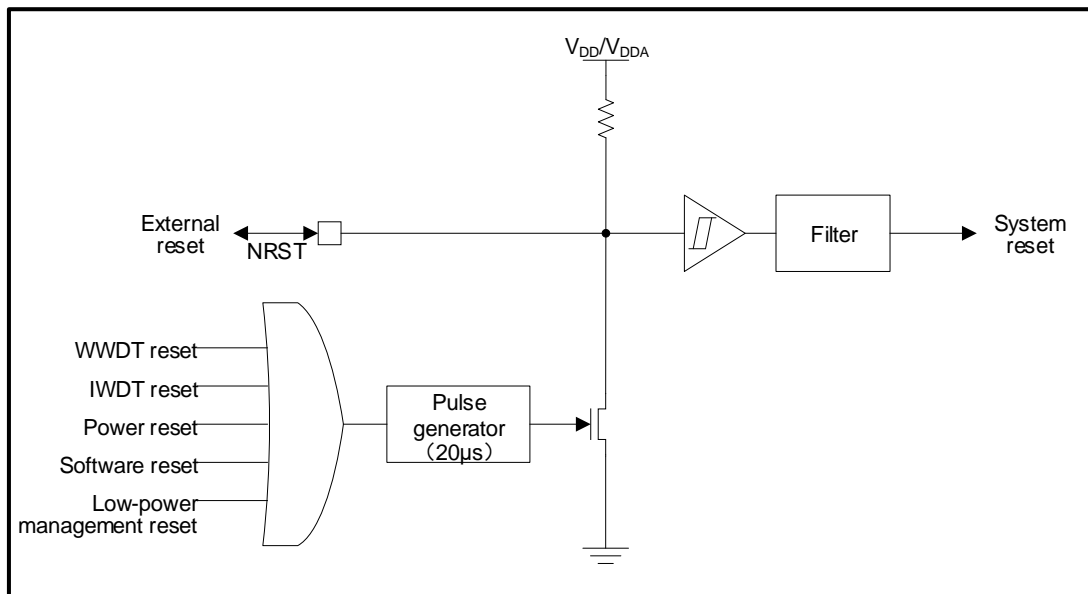 VDD/VDDA
External
reset
NRST
Filter
System
reset
WWDT reset
IWDT reset
Power reset
Software reset
Low-power
management reset
Pulse
generator
（20μs）